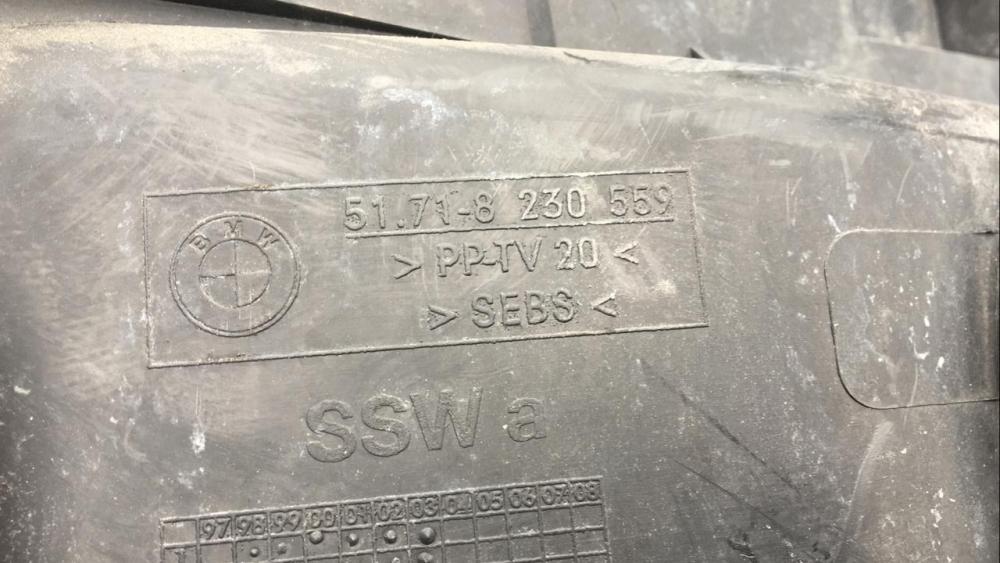 BMW
51.71-8 230 559
> PP-TV 20 <
> SEBS <
SSW a
97 98 99 00 01 02 03 04 05 06 07 08